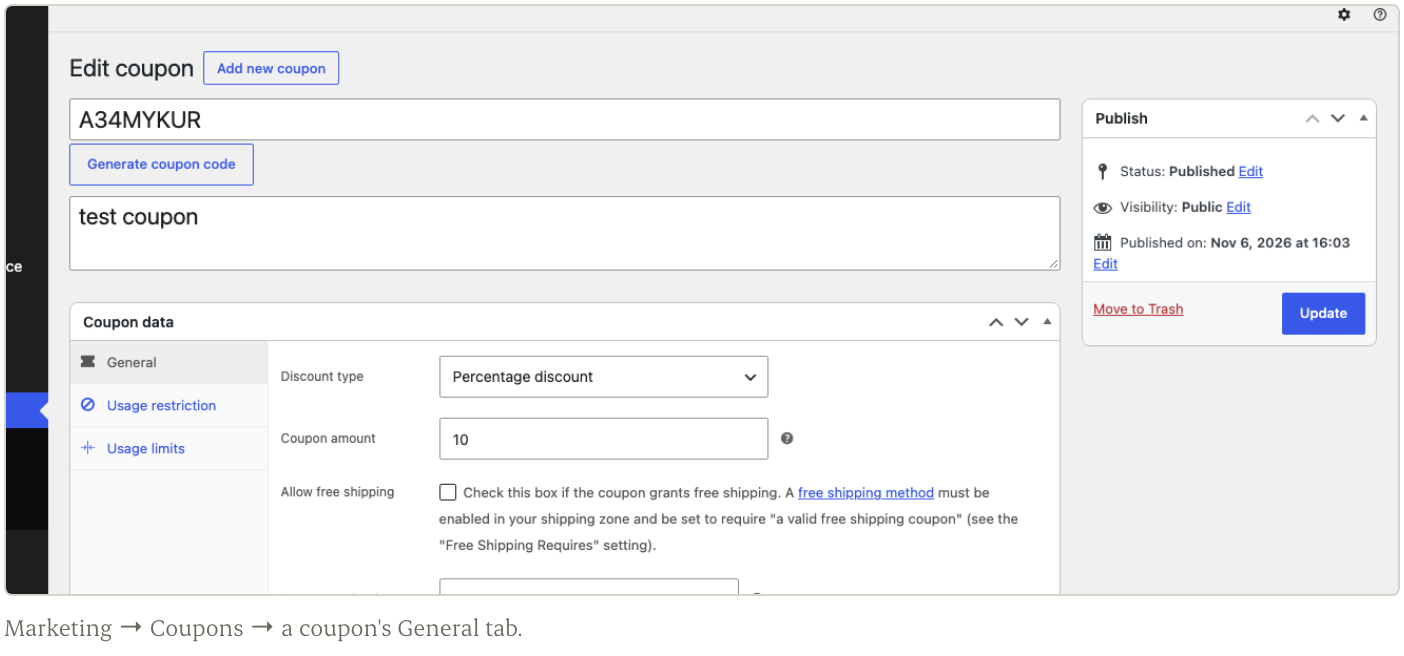 Edit coupon
Add new coupon
A34MYKUR
Generate coupon code
test coupon
ce
Coupon data
General
Usage restriction
Usage limits
Discount type
Percentage discount
Coupon amount
10
Allow free shipping
Check this box if the coupon grants free shipping. A free shipping method must be
enabled in your shipping zone and be set to require "a valid free shipping coupon" (see the
"Free Shipping Requires" setting).
Publish
Status: Published Edit
Visibility: Public Edit
Published on: Nov 6, 2026 at 16:03
Edit
Move to Trash
Update
Marketing → Coupons → a coupon's General tab.